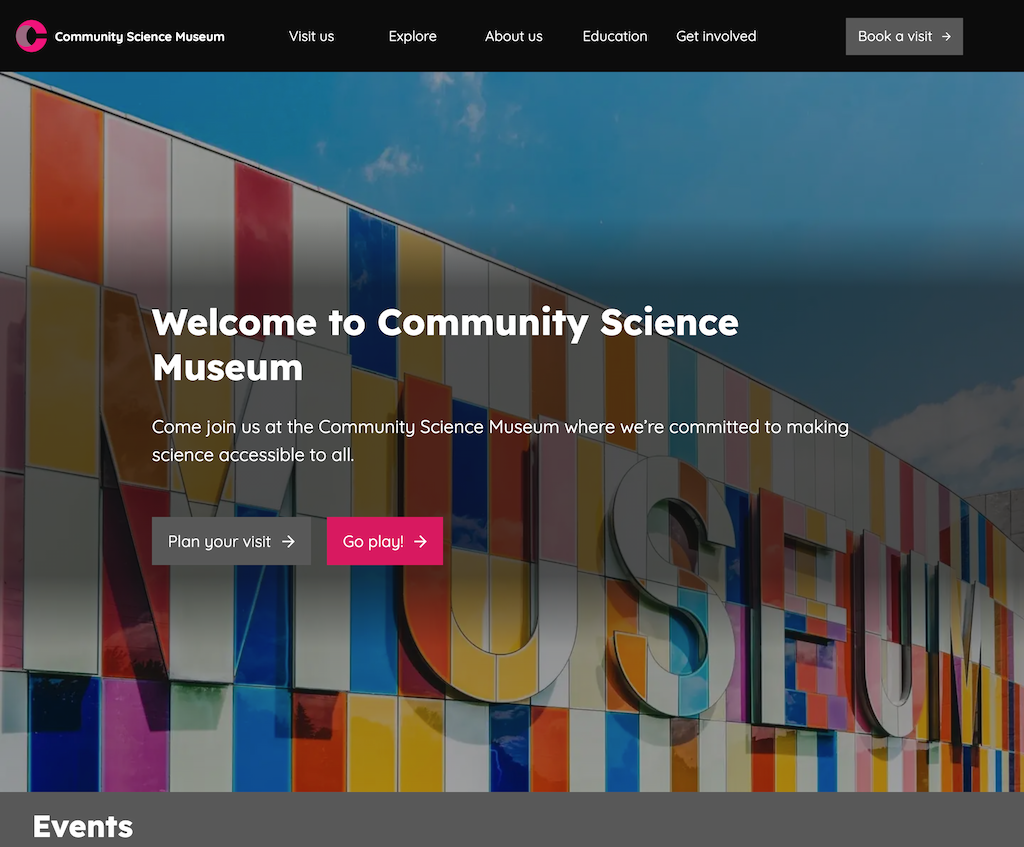 Community Science Museum
Visit us
Explore
About us
Education
Get involved
Book a visit →
Welcome to Community Science
Museum
Come join us at the Community Science Museum where we’re committed to making
science accessible to all.
Plan your visit →
Go play! →
MUSEUM
Events